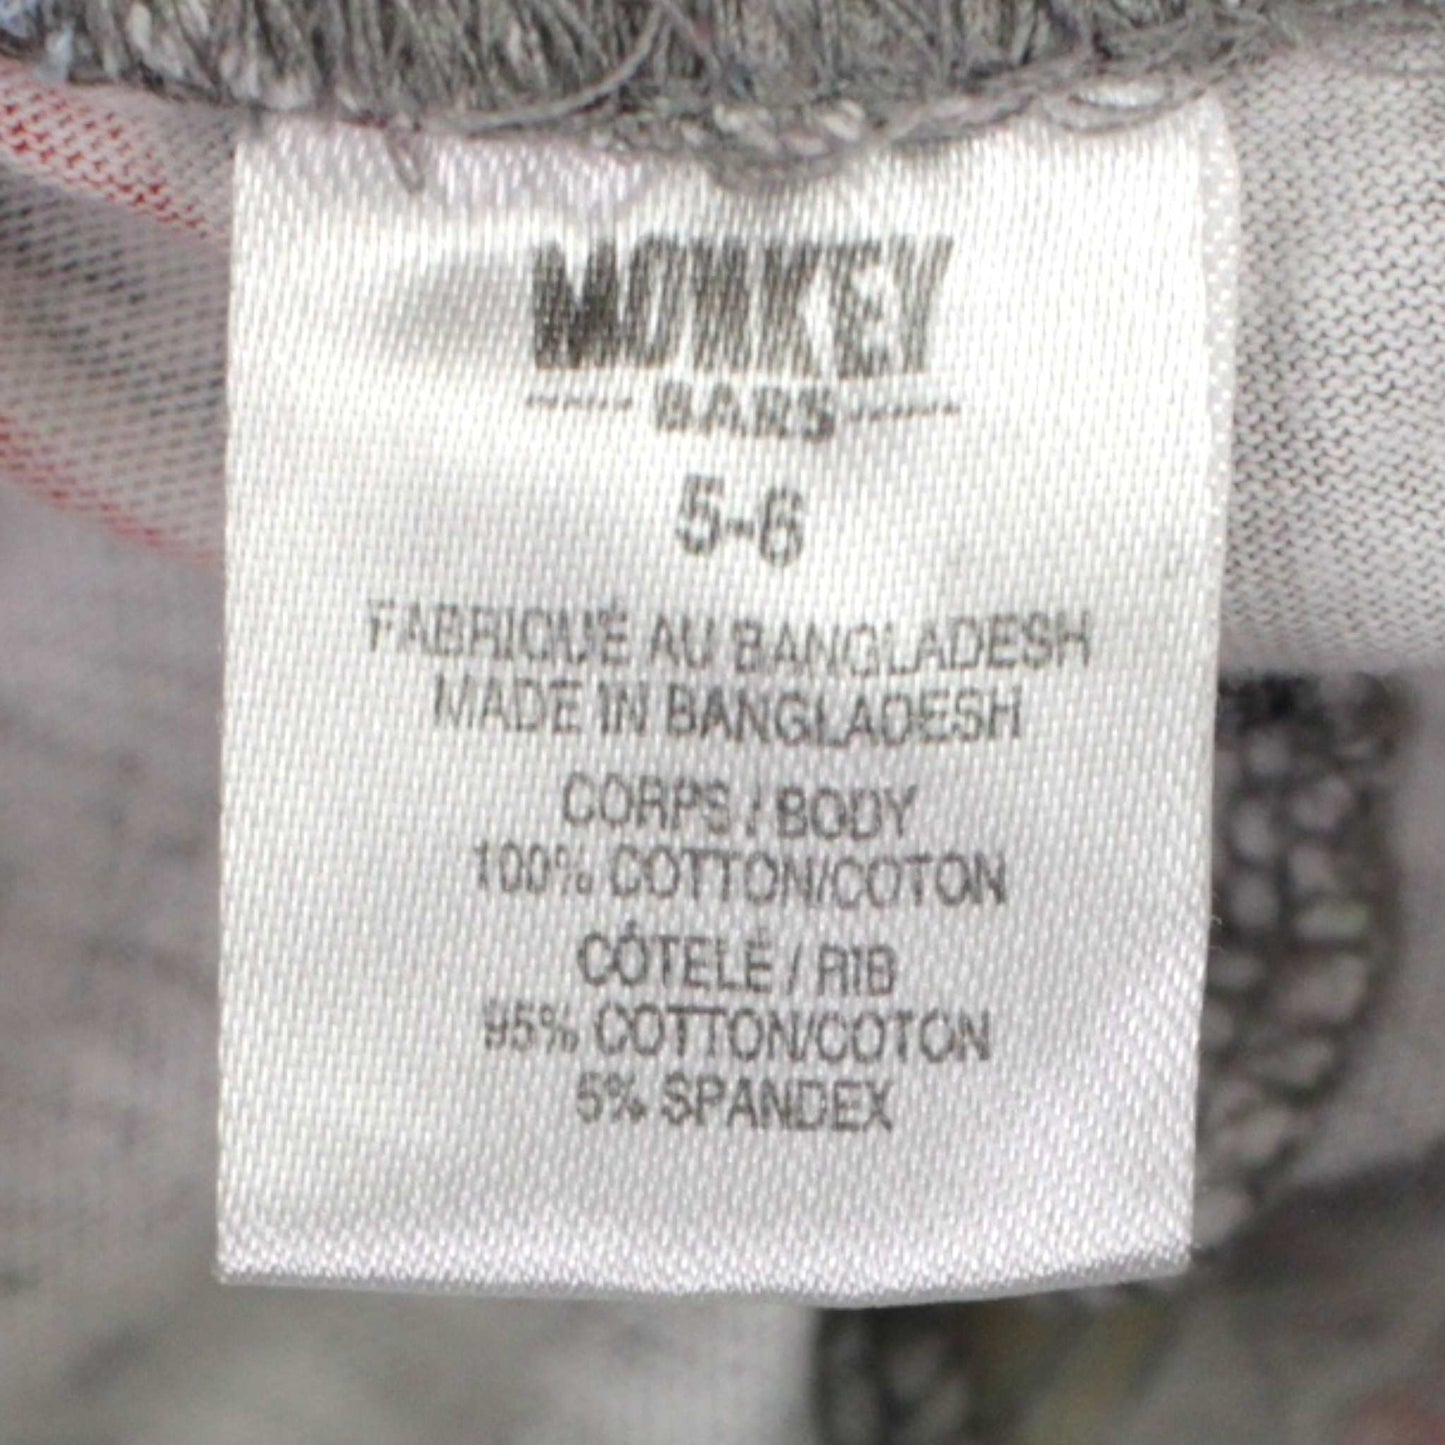 MONKEY
BARS
5-6
FABRIQUÉ AU BANGLADESH
MADE IN BANGLADESH
CORPS / BODY
100% COTTON/COTON
CÔTELÉ / RIB
95% COTTON/COTON
5% SPANDEX